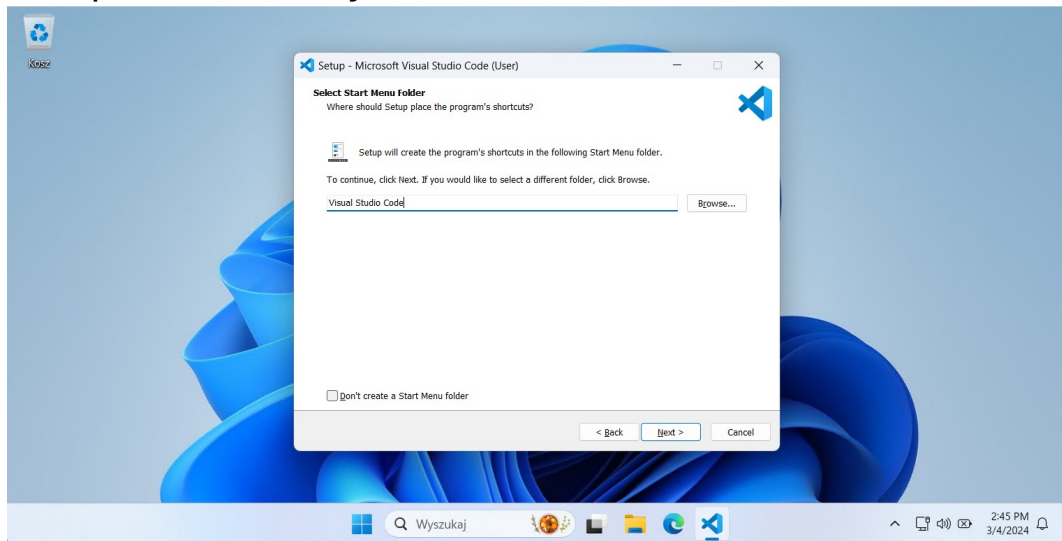 Kosz
Setup - Microsoft Visual Studio Code (User)
Select Start Menu Folder
Where should Setup place the program's shortcuts?
Setup will create the program's shortcuts in the following Start Menu folder.
To continue, click Next. If you would like to select a different folder, click Browse.
Visual Studio Code
Browse...
Don't create a Start Menu folder
< Back
Next >
Cancel
Wyszukaj
2:45 PM
3/4/2024